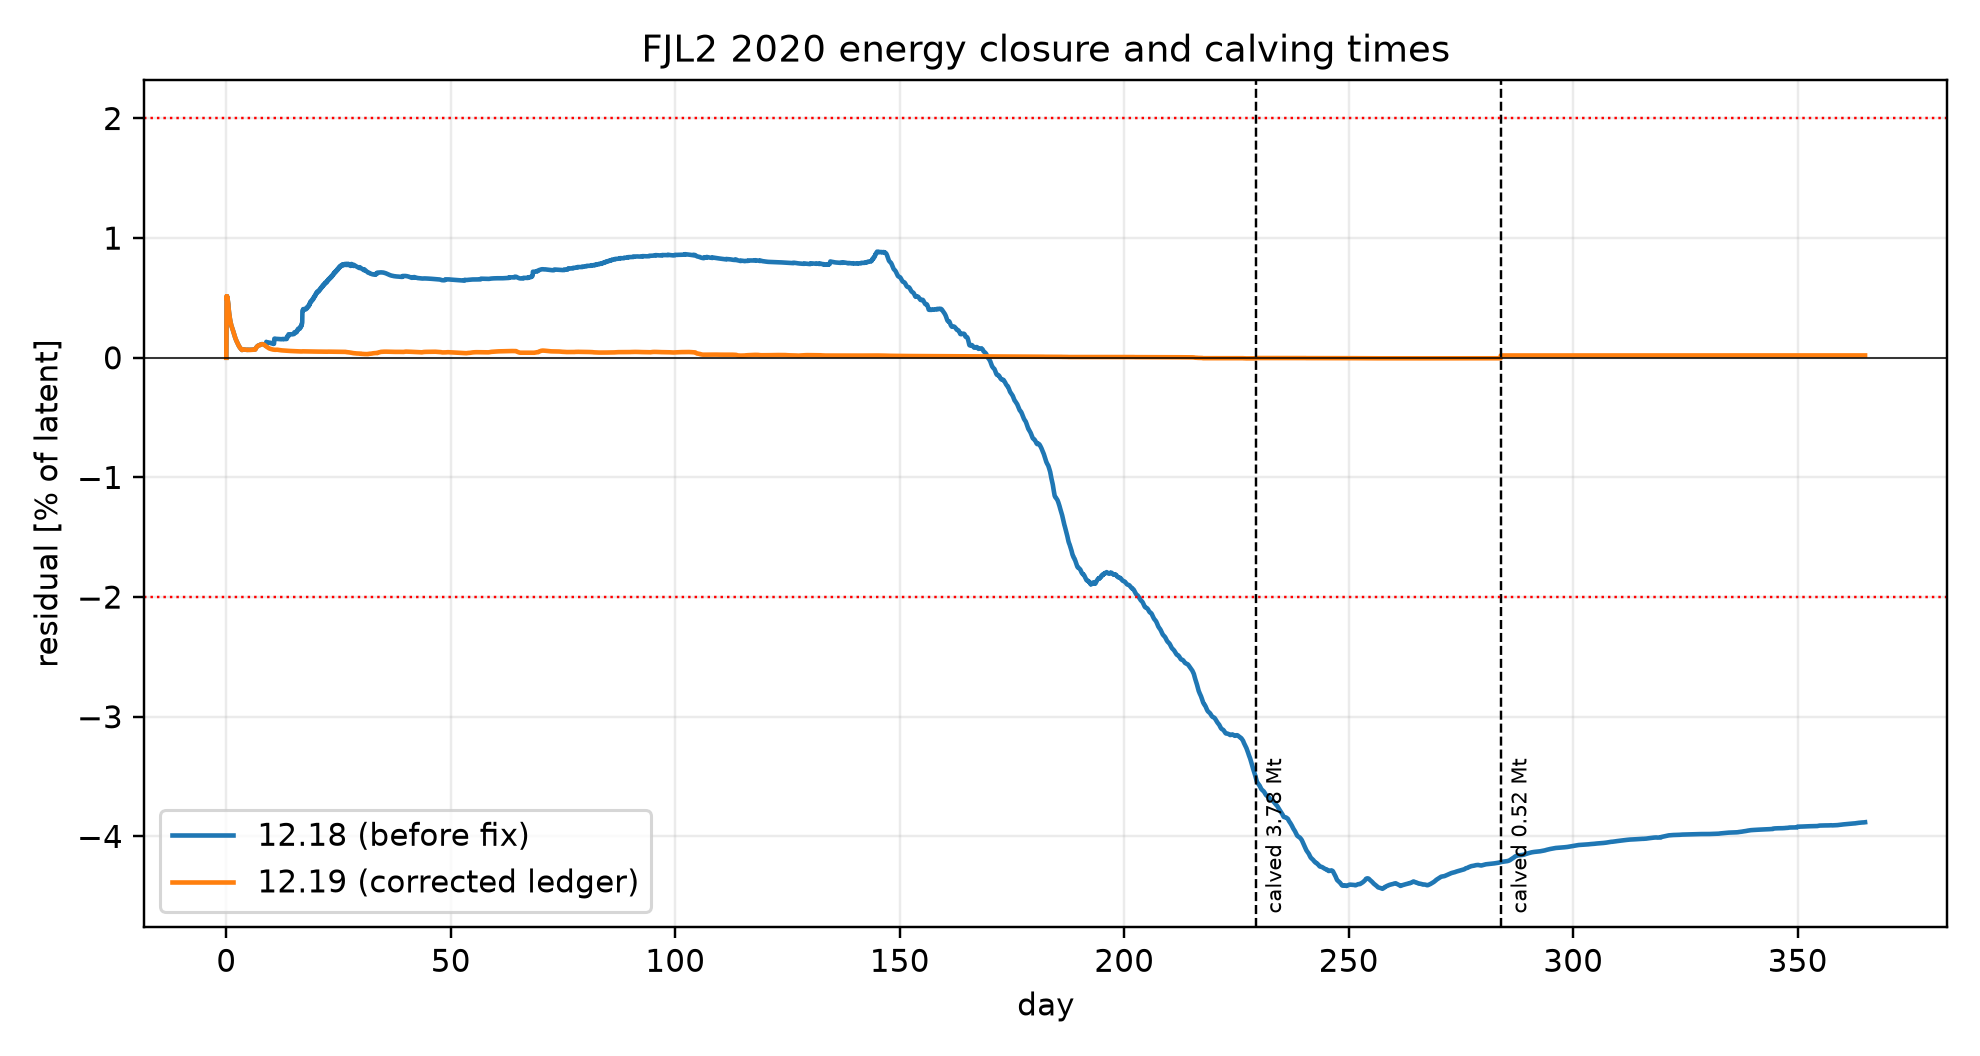 FJL2 2020 energy closure and calving times
residual [% of latent]
2
1
0
−1
−2
−3
−4
calved 3.78 Mt
calved 0.52 Mt
12.18 (before fix)
12.19 (corrected ledger)
0 50 100 150 200 250 300 350
day